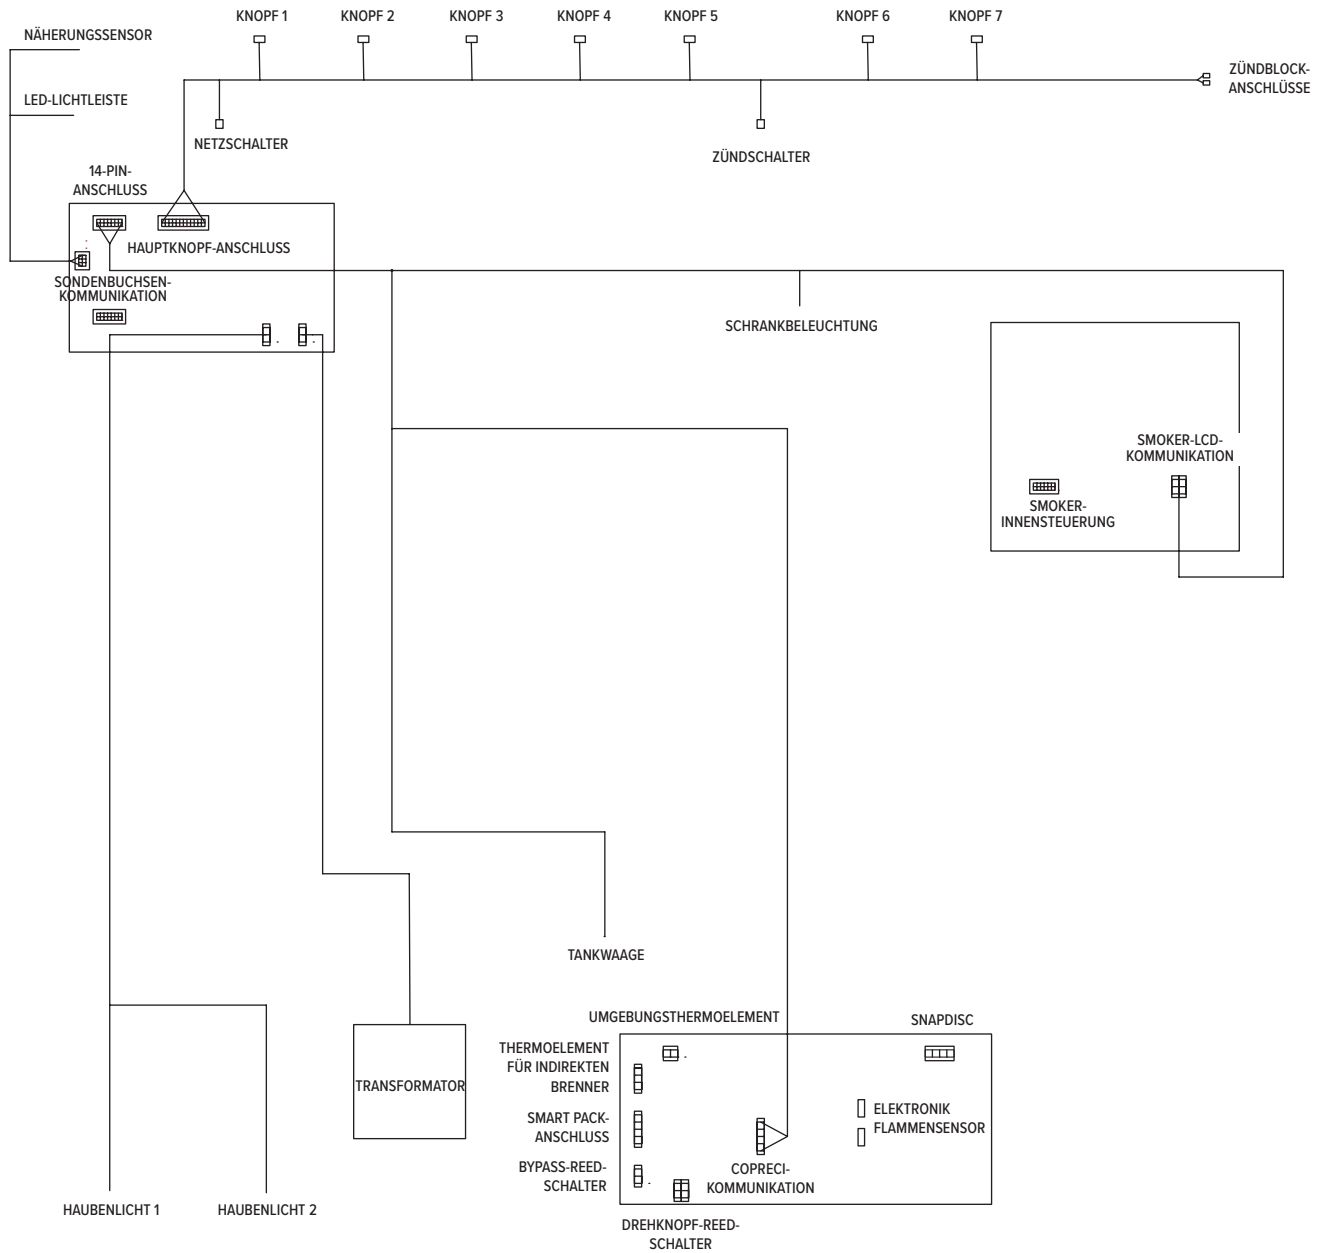 KNOPF 1
KNOPF 2
KNOPF 3
KNOPF 4
KNOPF 5
KNOPF 6
KNOPF 7
NÄHERUNGSSENSOR
ZÜNDBLOCK-
ANSCHLÜSSE
LED-LICHTLEISTE
NETZSCHALTER
ZÜNDSCHALTER
14-PIN-
ANSCHLUSS
HAUPTKNOPF-ANSCHLUSS
SONDENBUCHSEN-
KOMMUNIKATION
SCHRANKBELEUCHTUNG
SMOKER-LCD-
KOMMUNIKATION
SMOKER-
INNENSTEUERUNG
TANKWAAGE
UMGEBUNGSTHERMOELEMENT
SNAPDISC
THERMOELEMENT
FÜR INDIREKTEN
BRENNER
TRANSFORMATOR
SMART PACK-
ANSCHLUSS
ELEKTRONIK
FLAMMENSENSOR
BYPASS-REED-
SCHALTER
COPRECI-
KOMMUNIKATION
HAUBENLICHT 1
HAUBENLICHT 2
DREHKNOPF-REED-
SCHALTER